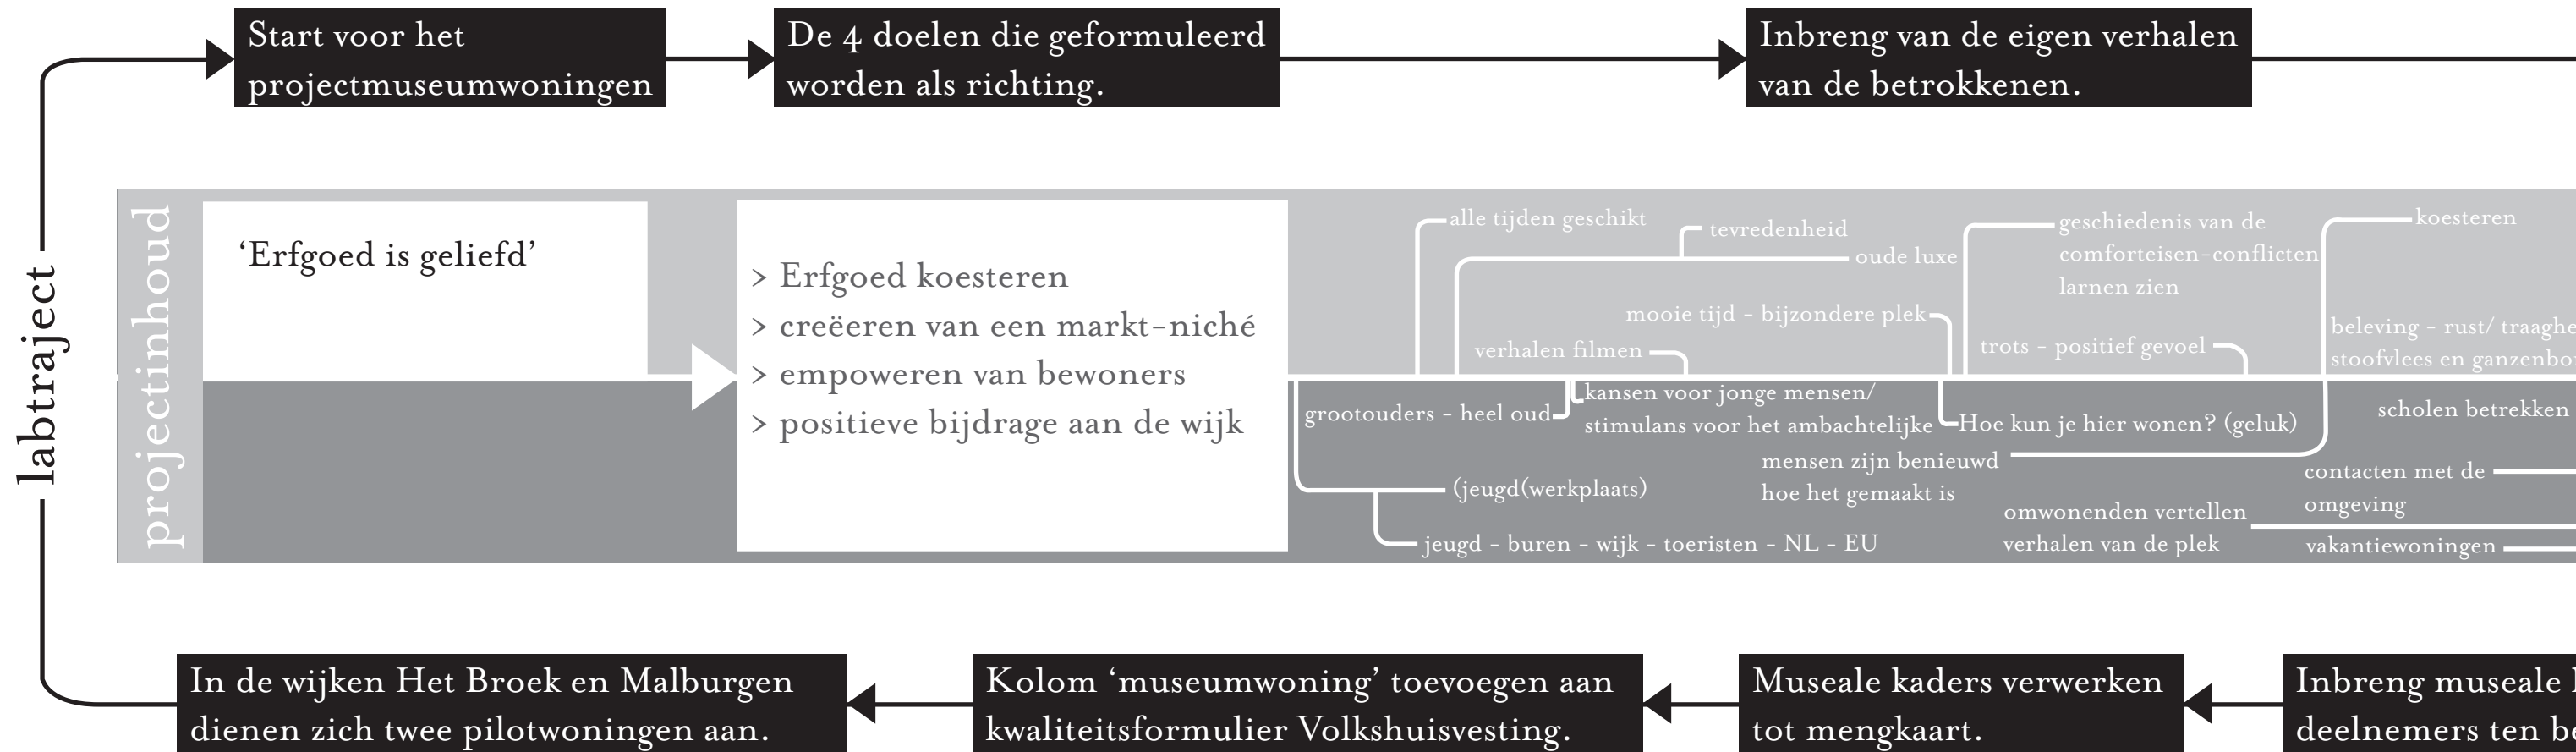 Start voor het
projectmuseumwoningen
De 4 doelen die geformuleerd
worden als richting.
Inbreng van de eigen verhalen
van de betrokkenen.
labtraject
projectinhoud
‘Erfgoed is geliefd’
> Erfgoed koesteren
> creëeren van een markt-niché
> empoweren van bewoners
> positieve bijdrage aan de wijk
alle tijden geschikt
tevredenheid
oude luxe
mooie tijd - bijzondere plek
verhalen filmen
geschiedenis van de
comforteisen-conflicten
larnen zien
trots - positief gevoel
koesteren
beleving - rust/
stoofvlees en
grootouders - heel oud
kansen voor jonge mensen/
stimulans voor het ambachtelijke
Hoe kun je hier wonen? (geluk)
scholen betrekken
mensen zijn benieuwd
hoe het gemaakt is
(jeugd(werkplaats)
contacten met de
omgeving
omwonenden vertellen
verhalen van de plek
jeugd - buren - wijk - toeristen - NL - EU
vakantiewoningen
In de wijken Het Broek en Malburgen
dienen zich twee pilotwoningen aan.
Kolom ‘museumwoning’ toevoegen aan
kwaliteitsformulier Volkshuisvesting.
Museale kaders verwerken
tot mengkaart.
Inbreng museale
deelnemers ten